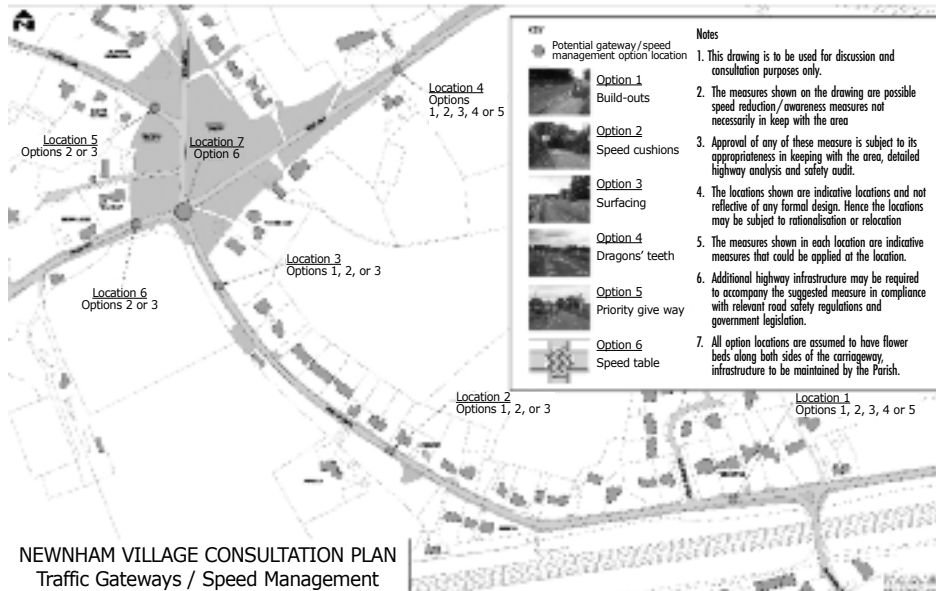 KEY
Potential gateway/speed
management option location
Option 1
Build-outs
Option 2
Speed cushions
Option 3
Surfacing
Option 4
Dragons' teeth
Option 5
Priority give way
Option 6
Speed table
Notes
1. This drawing is to be used for discussion and
consultation purposes only.
2. The measures shown on the drawing are possible
speed reduction/awareness measures not
necessarily in keep with the area
3. Approval of any of these measure is subject to its
appropriateness in keeping with the area, detailed
highway analysis and safety audit.
4. The locations shown are indicative locations and not
reflective of any formal design. Hence the locations
may be subject to rationalisation or relocation
5. The measures shown in each location are indicative
measures that could be applied at the location.
6. Additional highway infrastructure may be required
to accompany the suggested measure in compliance
with relevant road safety regulations and
government legislation.
7. All option locations are assumed to have flower
beds along both sides of the carriageway,
infrastructure to be maintained by the Parish.
Location 4
Options
1, 2, 3, 4 or 5
Location 5
Options 2 or 3
Location 7
Option 6
Location 3
Options 1, 2, or 3
Location 6
Options 2 or 3
Location 2
Options 1, 2, or 3
Location 1
Options 1, 2, 3, 4 or 5
NEWNHAM VILLAGE CONSULTATION PLAN
Traffic Gateways / Speed Management